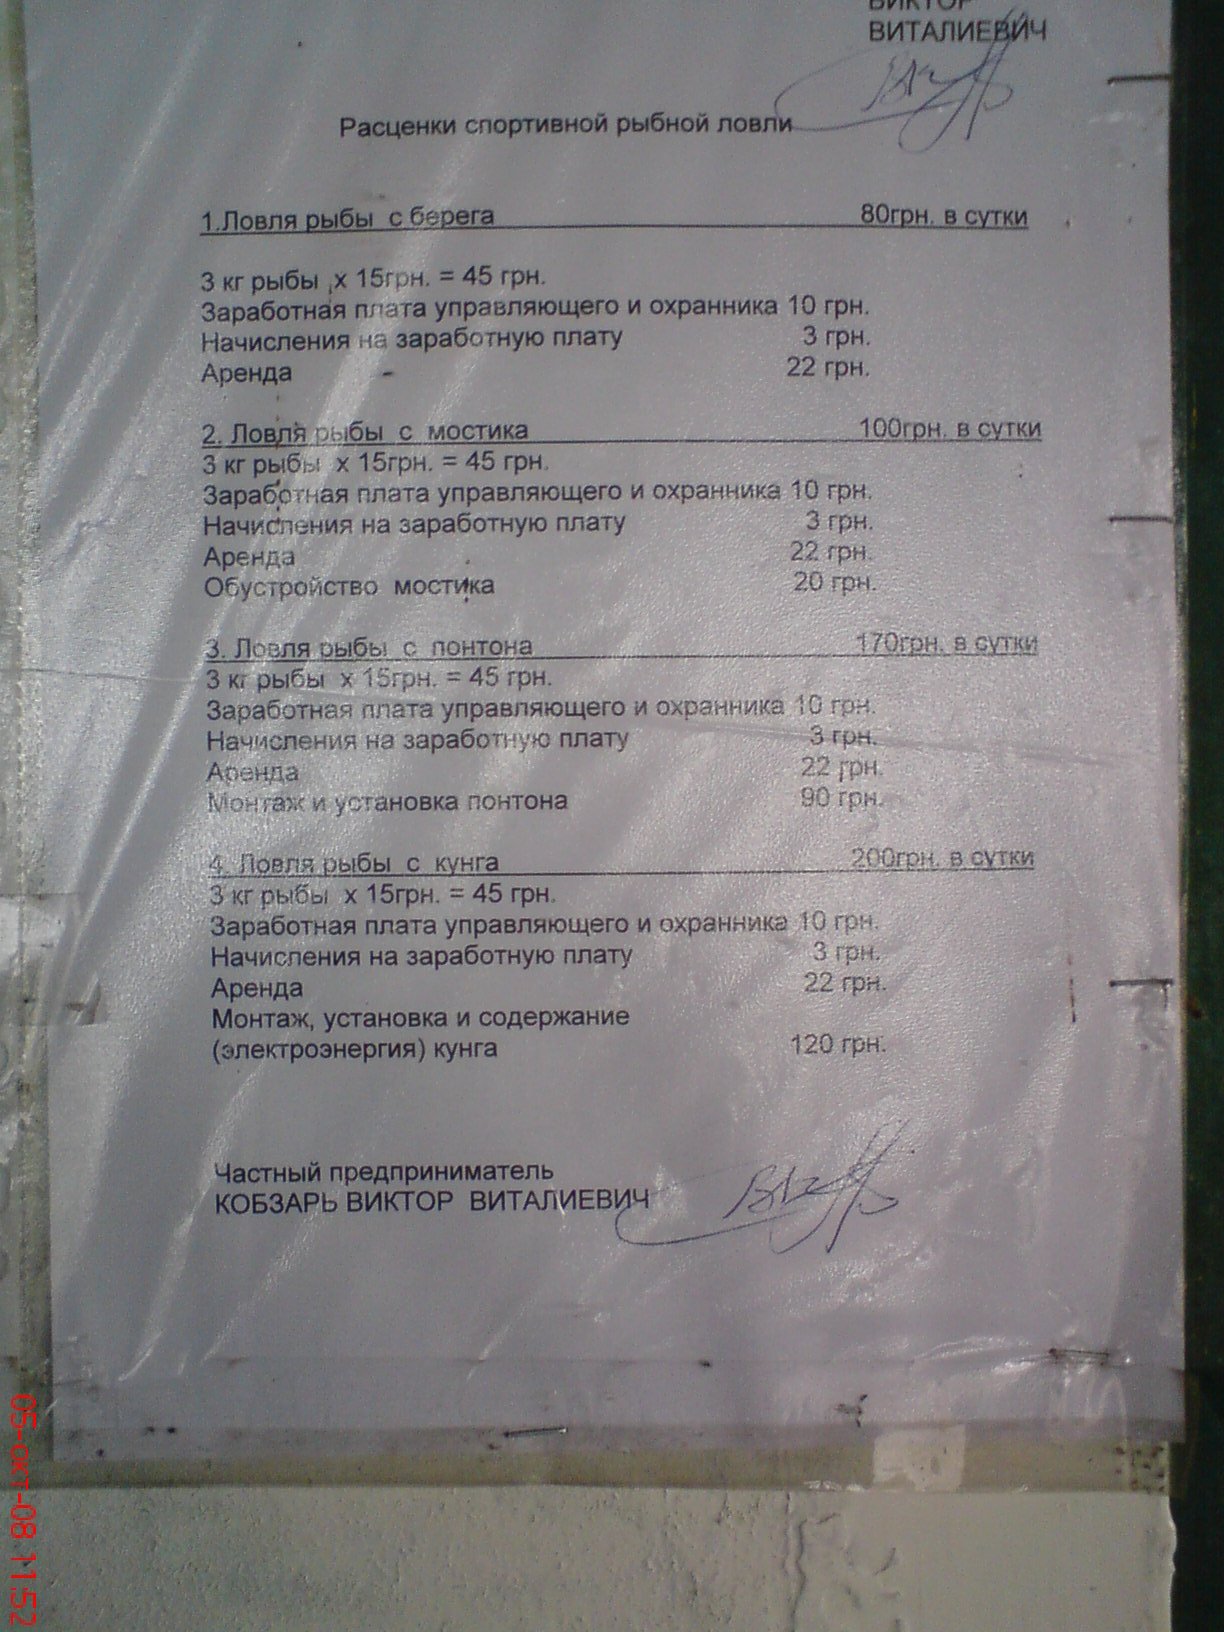 ВИКТОР
ВИТАЛИЕВИЧ
Расценки спортивной рыбной ловли
1.Ловля рыбы с берега 80грн. в сутки
3 кг рыбы х 15грн. = 45 грн.
Заработная плата управляющего и охранника 10 грн.
Начисления на заработную плату 3 грн.
Аренда - 22 грн.
2. Ловля рыбы с мостика 100грн. в сутки
3 кг рыбы х 15грн. = 45 грн.
Заработная плата управляющего и охранника 10 грн.
Начисления на заработную плату 3 грн.
Аренда 22 грн.
Обустройство мостика 20 грн.
3. Ловля рыбы с понтона 170грн. в сутки
3 кг рыбы х 15грн. = 45 грн.
Заработная плата управляющего и охранника 10 грн.
Начисления на заработную плату 3 грн.
Аренда 22 грн.
Монтаж и установка понтона 90 грн.
4. Ловля рыбы с кунга 200грн. в сутки
3 кг рыбы х 15грн. = 45 грн.
Заработная плата управляющего и охранника 10 грн.
Начисления на заработную плату 3 грн.
Аренда 22 грн.
Монтаж, установка и содержание
(электроэнергия) кунга 120 грн.
Частный предприниматель
КОБЗАРЬ ВИКТОР ВИТАЛИЕВИЧ
05-окт-08 11:52